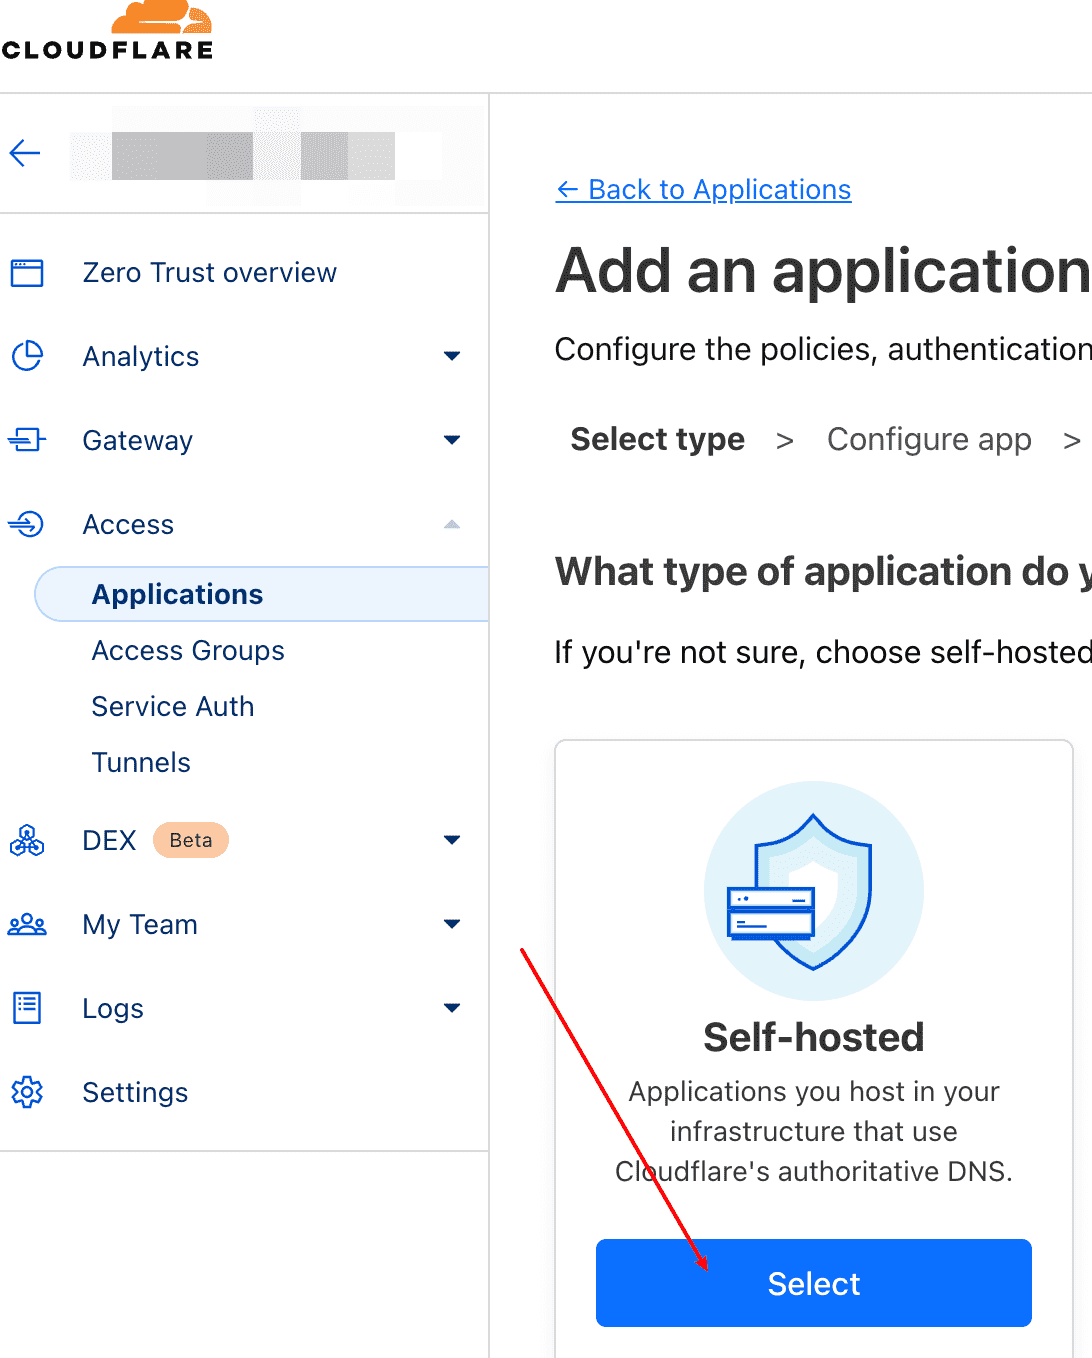 CLOUDFLARE
← Back to Applications
Zero Trust overview
Analytics
Gateway
Access
Applications
Access Groups
Service Auth
Tunnels
DEX Beta
My Team
Logs
Settings
Add an application
Configure the policies, authentication
Select type > Configure app >
What type of application do
If you're not sure, choose self-hosted
Self-hosted
Applications you host in your
infrastructure that use
Cloudflare's authoritative DNS.
Select